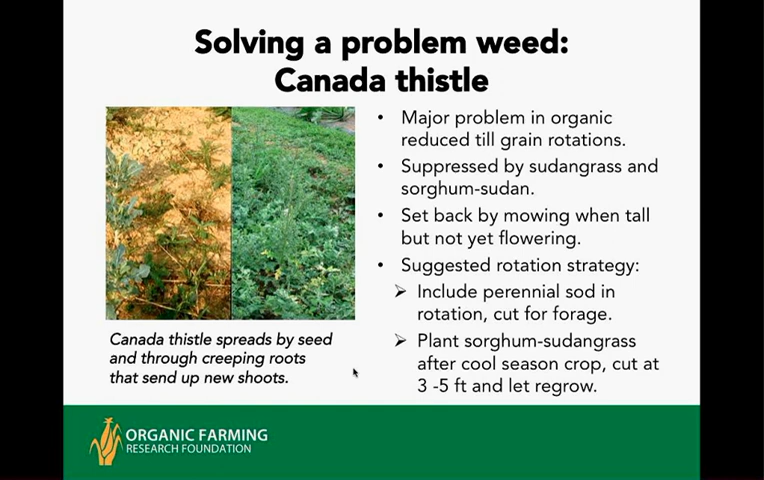 Solving a problem weed:
Canada thistle
• Major problem in organic
reduced till grain rotations.
• Suppressed by sudangrass and
sorghum-sudan.
• Set back by mowing when tall
but not yet flowering.
• Suggested rotation strategy:
➢ Include perennial sod in
rotation, cut for forage.
➢ Plant sorghum-sudangrass
after cool season crop, cut at
3 -5 ft and let regrow.
Canada thistle spreads by seed
and through creeping roots
that send up new shoots.
ORGANIC FARMING
RESEARCH FOUNDATION